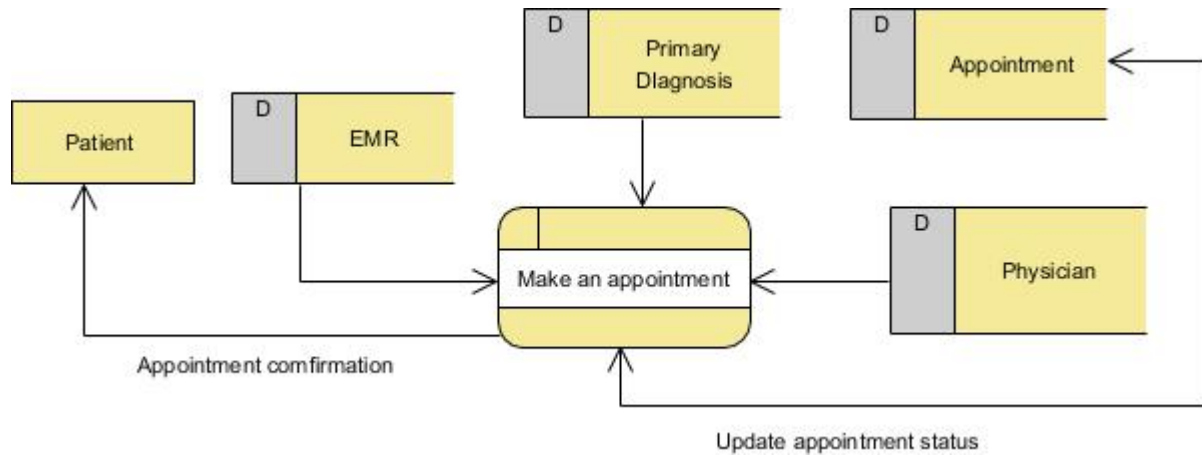 D
Primary
DIagnosis
D
Appointment
Patient
D
EMR
Make an appointment
D
Physician
Appointment comfirmation
Update appointment status